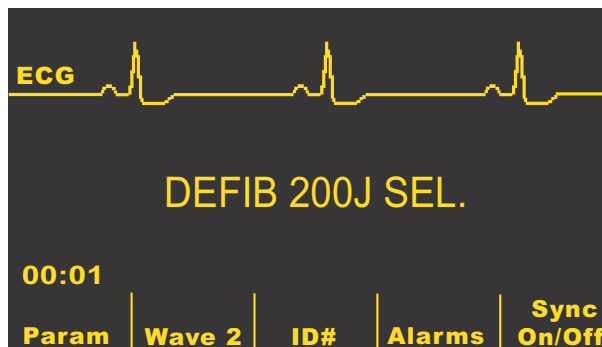 ECG
DEFIB 200J SEL.
00:01
Param Wave 2 ID# Alarms Sync On/Off